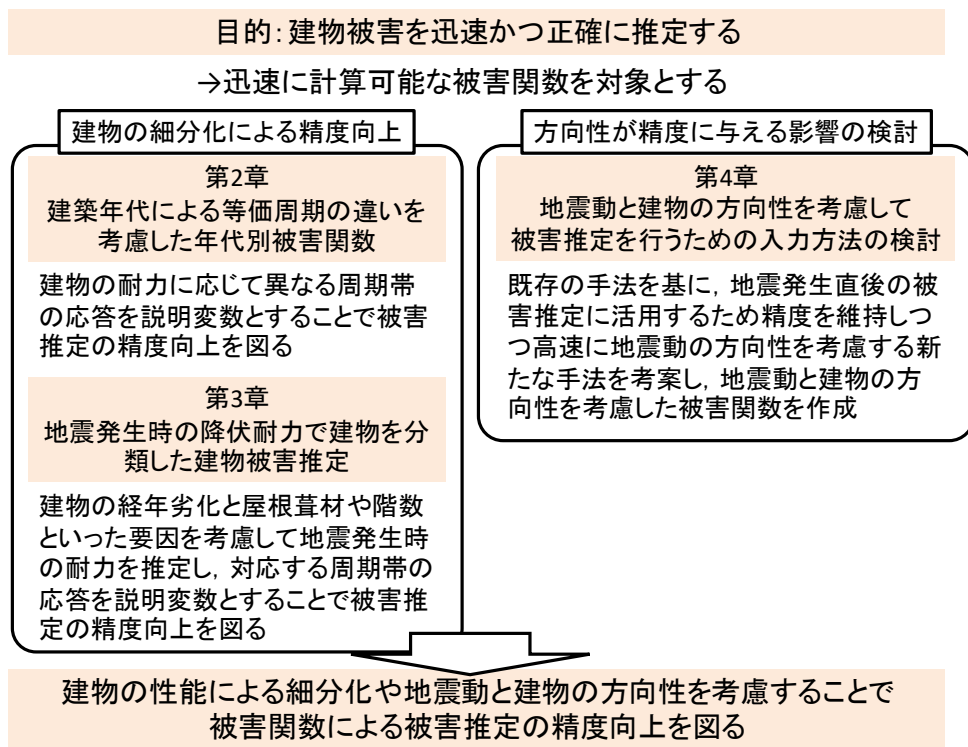 目的：建物被害を迅速かつ正確に推定する
→迅速に計算可能な被害関数を対象とする
建物の細分化による精度向上
第2章
建築年代による等価周期の違いを
考慮した年代別被害関数
建物の耐力に応じて異なる周期帯
の応答を説明変数とすることで被害
推定の精度向上を図る
第3章
地震発生時の降伏耐力で建物を分
類した建物被害推定
建物の経年劣化と屋根葺材や階数
といった要因を考慮して地震発生時
の耐力を推定し，対応する周期帯の
応答を説明変数とすることで被害推
定の精度向上を図る
方向性が精度に与える影響の検討
第4章
地震動と建物の方向性を考慮して
被害推定を行うための入力方法の検討
既存の手法を基に，地震発生直後の被
害推定に活用するため精度を維持しつ
つ高速に地震動の方向性を考慮する新
たな手法を考案し，地震動と建物の方
向性を考慮した被害関数を作成
建物の性能による細分化や地震動と建物の方向性を考慮することで
被害関数による被害推定の精度向上を図る